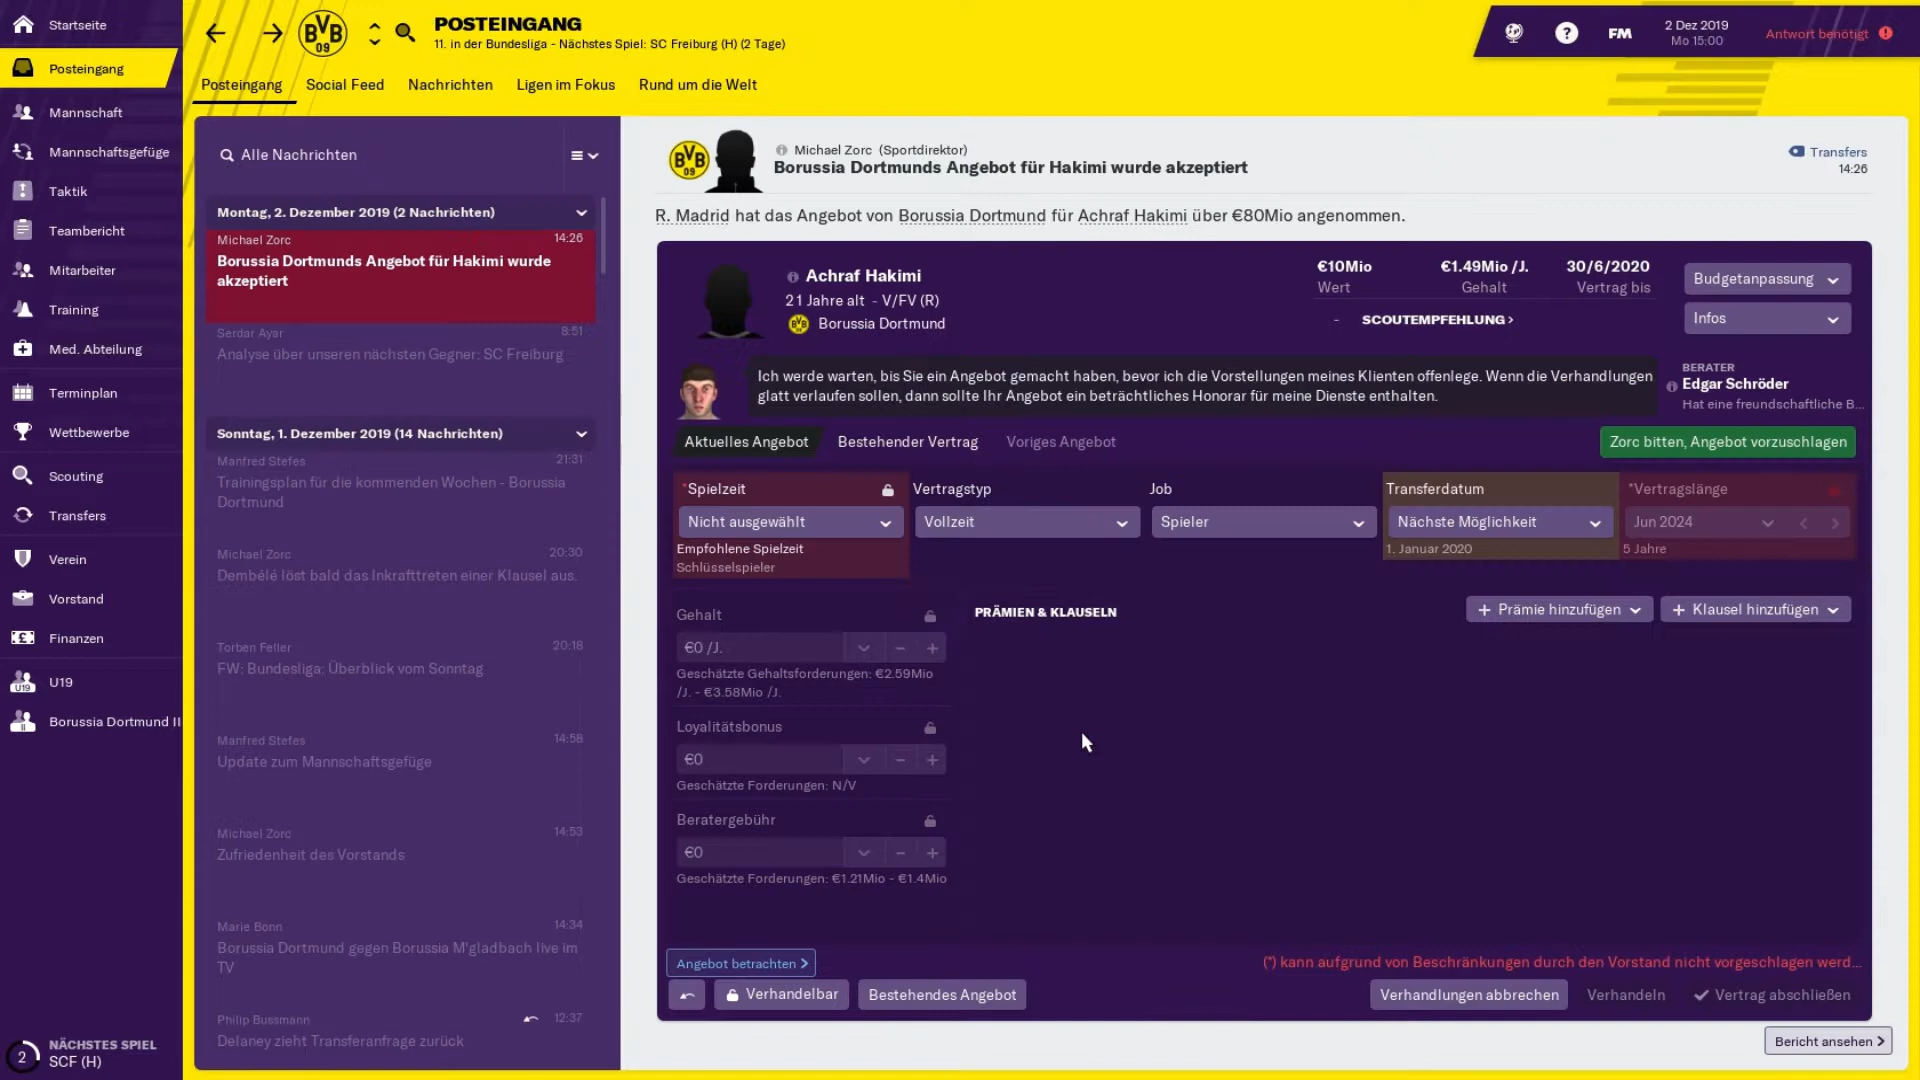 Startseite
Posteingang
Mannschaft
Mannschaftsgefüge
Taktik
Teambericht
Mitarbeiter
Training
Med. Abteilung
Terminplan
Wettbewerbe
Scouting
Transfers
Verein
Vorstand
Finanzen
U19
U19
II
Borussia Dortmund II
2
NÄCHSTES SPIEL
SCF (H)
BVB
09
POSTEINGANG
11. in der Bundesliga - Nächstes Spiel: SC Freiburg (H) (2 Tage)
?
FM
2 Dez 2019
Mo 15:00
Antwort benötigt
Posteingang
Social Feed
Nachrichten
Ligen im Fokus
Rund um die Welt
Alle Nachrichten
Montag, 2. Dezember 2019 (2 Nachrichten)
Michael Zorc 14:26
Borussia Dortmunds Angebot für Hakimi wurde
akzeptiert
Serdar Ayar 8:51
Analyse über unseren nächsten Gegner: SC Freiburg
Sonntag, 1. Dezember 2019 (14 Nachrichten)
Manfred Stefes 21:31
Trainingsplan für die kommenden Wochen - Borussia
Dortmund
Michael Zorc 20:30
Dembélé löst bald das Inkrafttreten einer Klausel aus.
Torben Feller 20:18
FW: Bundesliga: Überblick vom Sonntag
Manfred Stefes 14:58
Update zum Mannschaftsgefüge
Michael Zorc 14:53
Zufriedenheit des Vorstands
Marie Bonn 14:34
Borussia Dortmund gegen Borussia M'gladbach live im
TV
Philip Bussmann 12:37
Delaney zieht Transferanfrage zurück
BVB
09
Michael Zorc (Sportdirektor)
Borussia Dortmunds Angebot für Hakimi wurde akzeptiert
Transfers
14:26
R. Madrid hat das Angebot von Borussia Dortmund für Achraf Hakimi über €80Mio angenommen.
Achraf Hakimi
21 Jahre alt - V/FV (R)
Borussia Dortmund
€10Mio
Wert
€1.49Mio /J.
Gehalt
30/6/2020
Vertrag bis
- SCOUTEMPFEHLUNG >
Budgetanpassung
Infos
Ich werde warten, bis Sie ein Angebot gemacht haben, bevor ich die Vorstellungen meines Klienten offenlege. Wenn die Verhandlungen
glatt verlaufen sollen, dann sollte Ihr Angebot ein beträchtliches Honorar für meine Dienste enthalten.
BERATER
Edgar Schröder
Hat eine freundschaftliche B...
Aktuelles Angebot
Bestehender Vertrag
Voriges Angebot
Zorc bitten, Angebot vorzuschlagen
*Spielzeit
Nicht ausgewählt
Empfohlene Spielzeit
Schlüsselspieler
Vertragstyp
Vollzeit
Job
Spieler
Transferdatum
Nächste Möglichkeit
1. Januar 2020
*Vertragslänge
Jun 2024
5 Jahre
Gehalt
€0 /J.
Geschätzte Gehaltsforderungen: €2.59Mio
/J. - €3.58Mio /J.
Loyalitätsbonus
€0
Geschätzte Forderungen: N/V
Beratergebühr
€0
Geschätzte Forderungen: €1.21Mio - €1.4Mio
PRÄMIEN & KLAUSELN
+ Prämie hinzufügen
+ Klausel hinzufügen
Angebot betrachten >
(*) kann aufgrund von Beschränkungen durch den Vorstand nicht vorgeschlagen werd...
Verhandelbar
Bestehendes Angebot
Verhandlungen abbrechen
Verhandeln
Vertrag abschließen
Bericht ansehen >